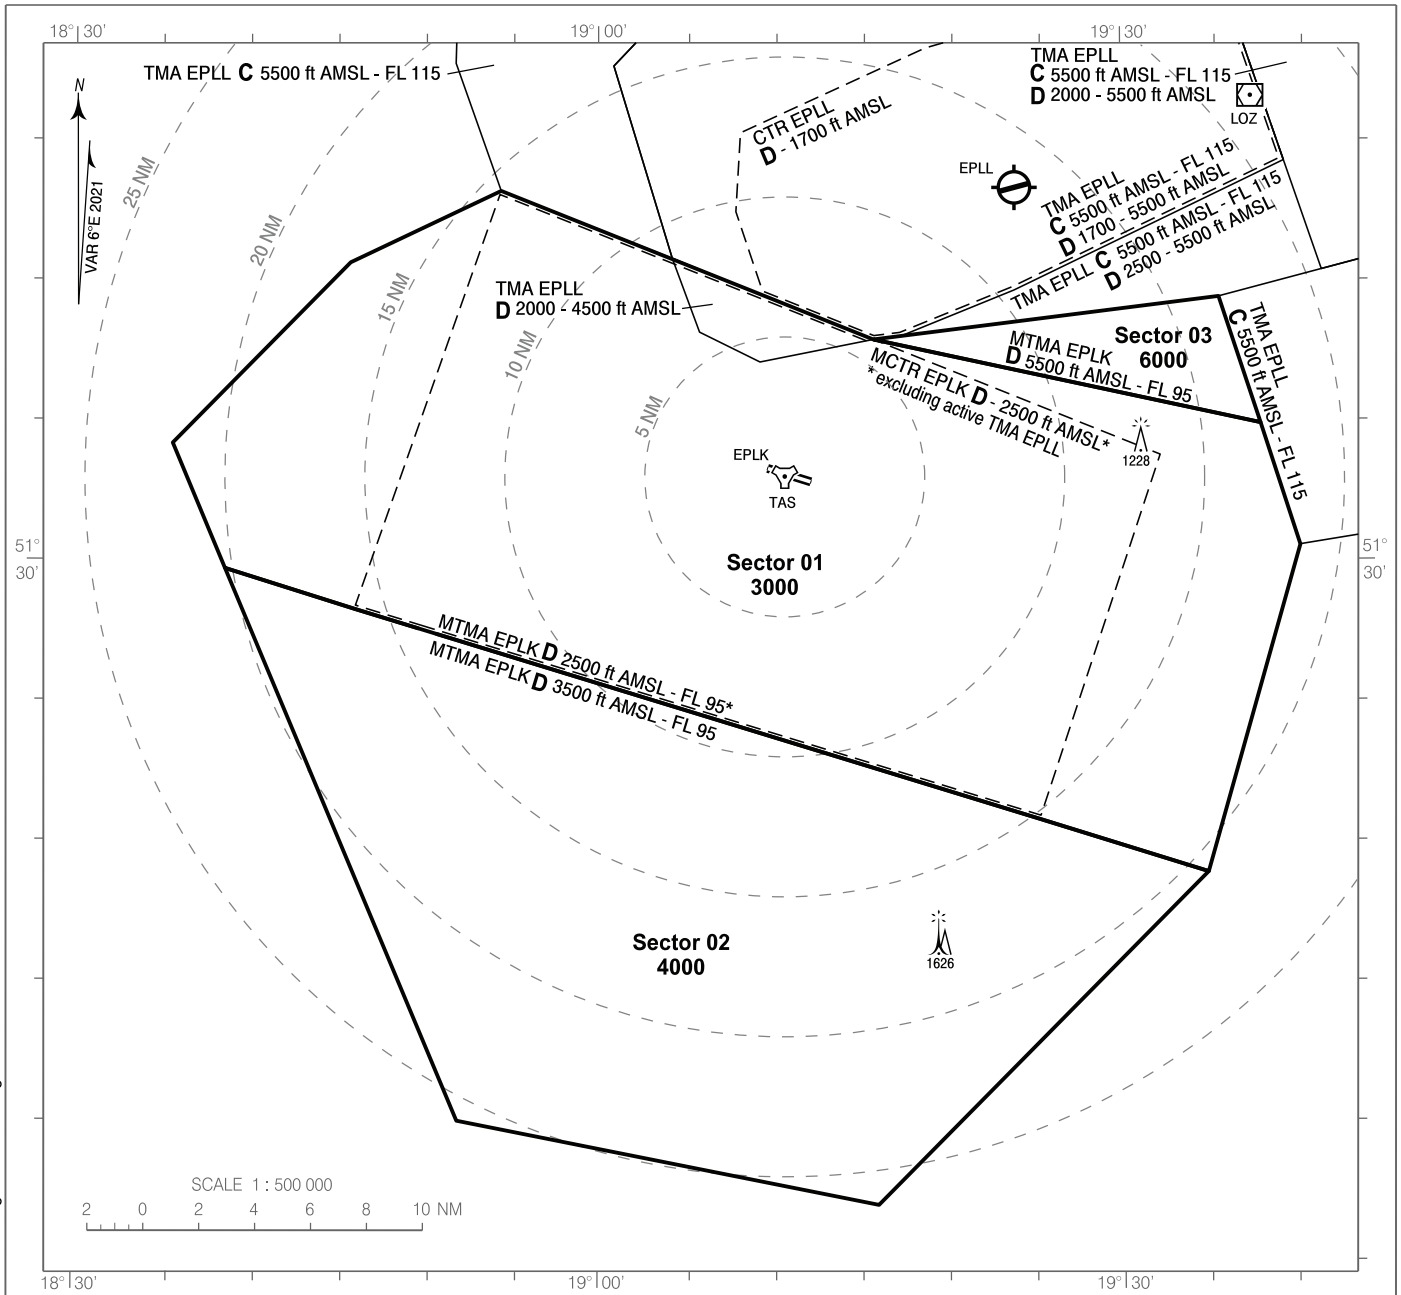 18° 30'
19° 00'
19° 30'
TMA EPLL C 5500 ft AMSL - FL 115
TMA EPLL
C 5500 ft AMSL - FL 115
D 2000 - 5500 ft AMSL
LOZ
N
VAR 6°E 2021
25 NM
20 NM
15 NM
10 NM
5 NM
CTR EPLL
D - 1700 ft AMSL
EPLL
TMA EPLL
C 5500 ft AMSL - FL 115
D 1700 - 5500 ft AMSL
TMA EPLL C 5500 ft AMSL - FL 115
D 2500 - 5500 ft AMSL
TMA EPLL
D 2000 - 4500 ft AMSL
Sector 03
6000
MTMA EPLK
D 5500 ft AMSL - FL 95
TMA EPLL
C 5500 ft AMSL - FL 115
MCTR EPLK D - 2500 ft AMSL*
*excluding active TMA EPLL
1228
EPLK
TAS
51°
30'
51°
30'
Sector 01
3000
MTMA EPLK D 2500 ft AMSL - FL 95*
MTMA EPLK D 3500 ft AMSL - FL 95
Sector 02
4000
1626
SCALE 1 : 500 000
2 0 2 4 6 8 10 NM
18° 30'
19° 00'
19° 30'